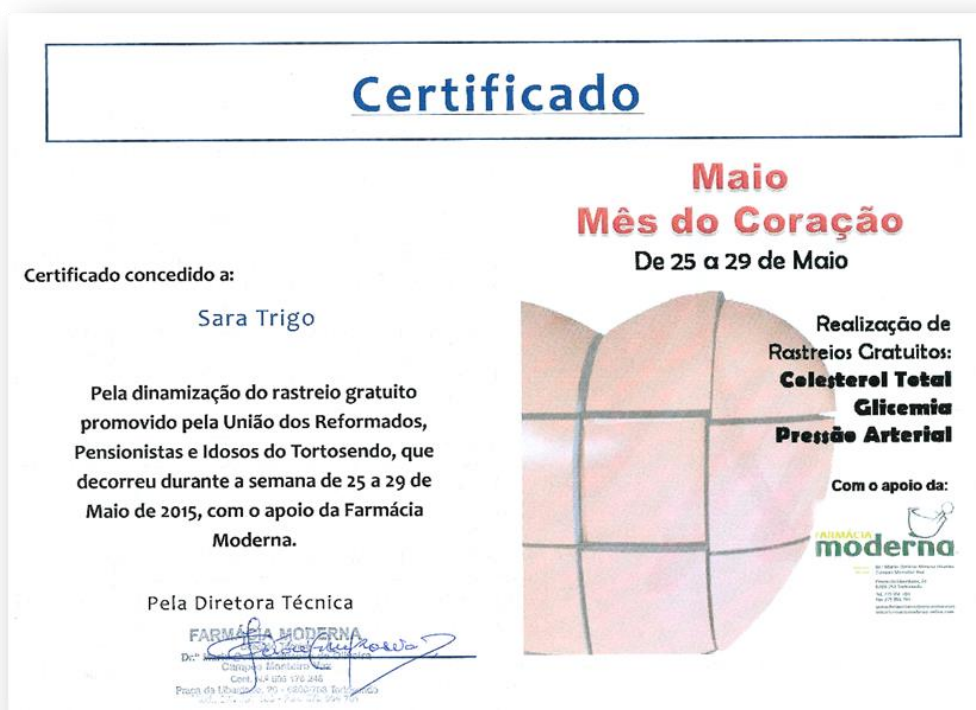 Certificado
Certificado concedido a:
Sara Trigo
Pela dinamização do rastreio gratuito
promovido pela União dos Reformados,
Pensionistas e Idosos do Tortosendo, que
decorreu durante a semana de 25 a 29 de
Maio de 2015, com o apoio da Farmácia
Moderna.
Pela Diretora Técnica
FARMÁCIA MODERNA
Campos Monteiro Vaz
Maio
Mês do Coração
De 25 a 29 de Maio
Realização de
Rastreios Gratuitos:
Colesterol Total
Glicemia
Pressão Arterial
Com o apoio da:
FARMÁCIA
moderna